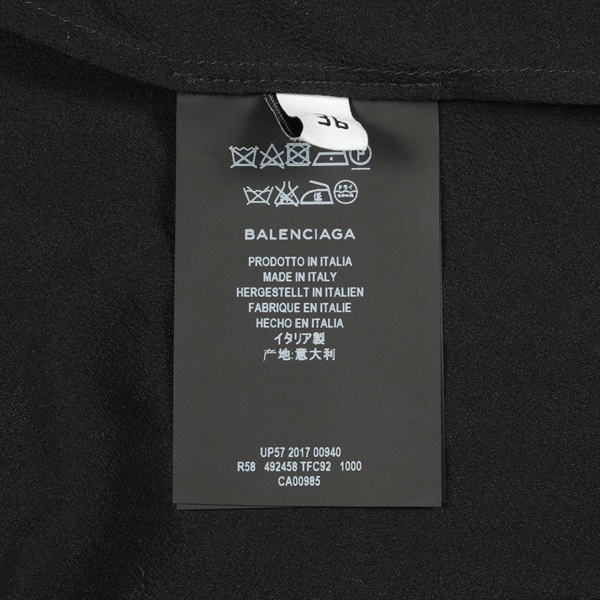 36
P
BALENCIAGA
PRODOTTO IN ITALIA
MADE IN ITALY
HERGESTELLT IN ITALIEN
FABRIQUE EN ITALIE
HECHO EN ITALIA
イタリア製
产地:意大利
UP57 2017 00940
R58 492458 TFC92 1000
CA00985